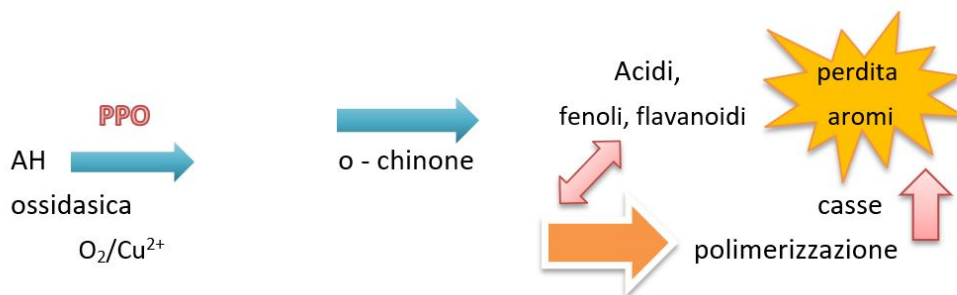 Acidi,
fenoli, flavanoidi
perdita
aromi
PPO
AH
o - chinone
ossidasica
casse
O₂/Cu²⁺
polimerizzazione